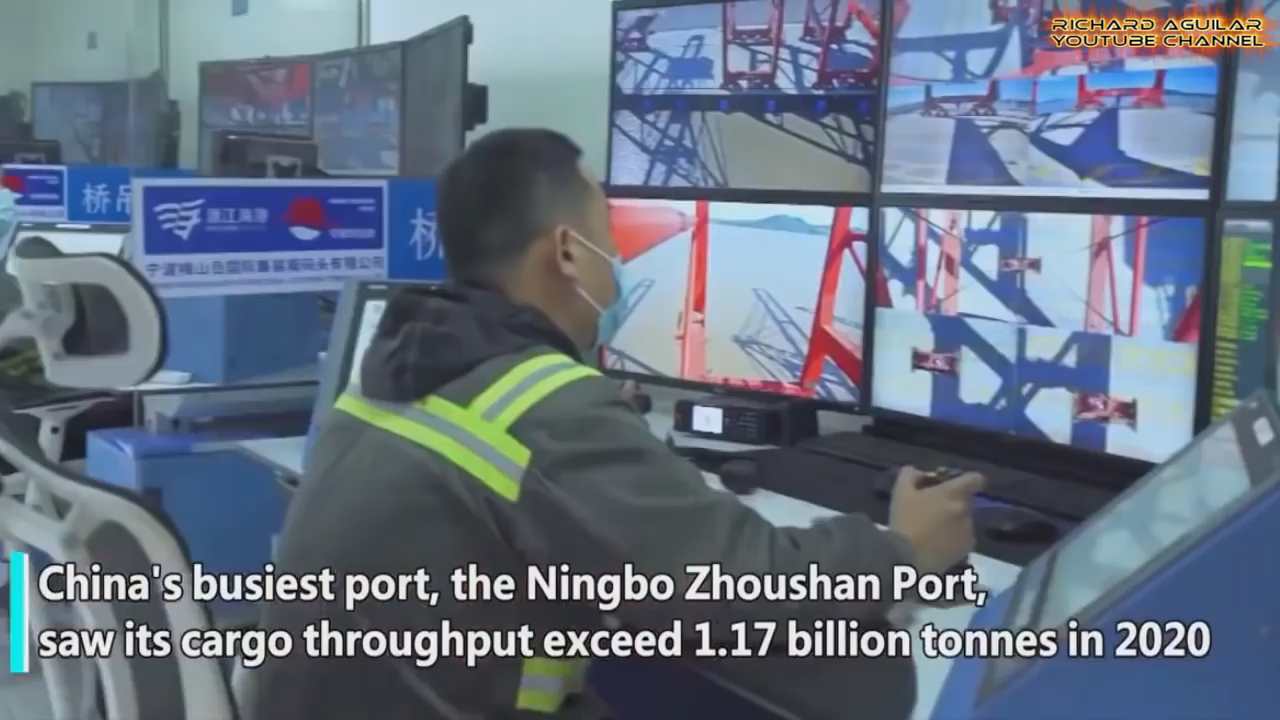 RICHARD AGUILAR
YOUTUBE CHANNEL
桥吊
浙江海港
桥
宁波梅山岛国际集装箱码头有限公司
China's busiest port, the Ningbo Zhoushan Port,
saw its cargo throughput exceed 1.17 billion tonnes in 2020